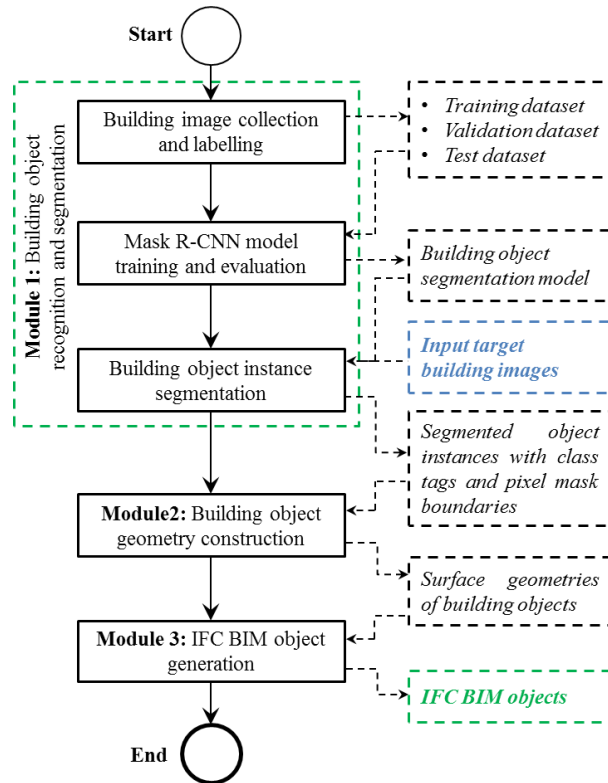 Start
Module 1: Building object
recognition and segmentation
Building image collection
and labelling
• Training dataset
• Validation dataset
• Test dataset
Mask R-CNN model
training and evaluation
Building object
segmentation model
Input target
building images
Building object instance
segmentation
Segmented object
instances with class
tags and pixel mask
boundaries
Module2: Building object
geometry construction
Surface geometries
of building objects
Module 3: IFC BIM object
generation
IFC BIM objects
End